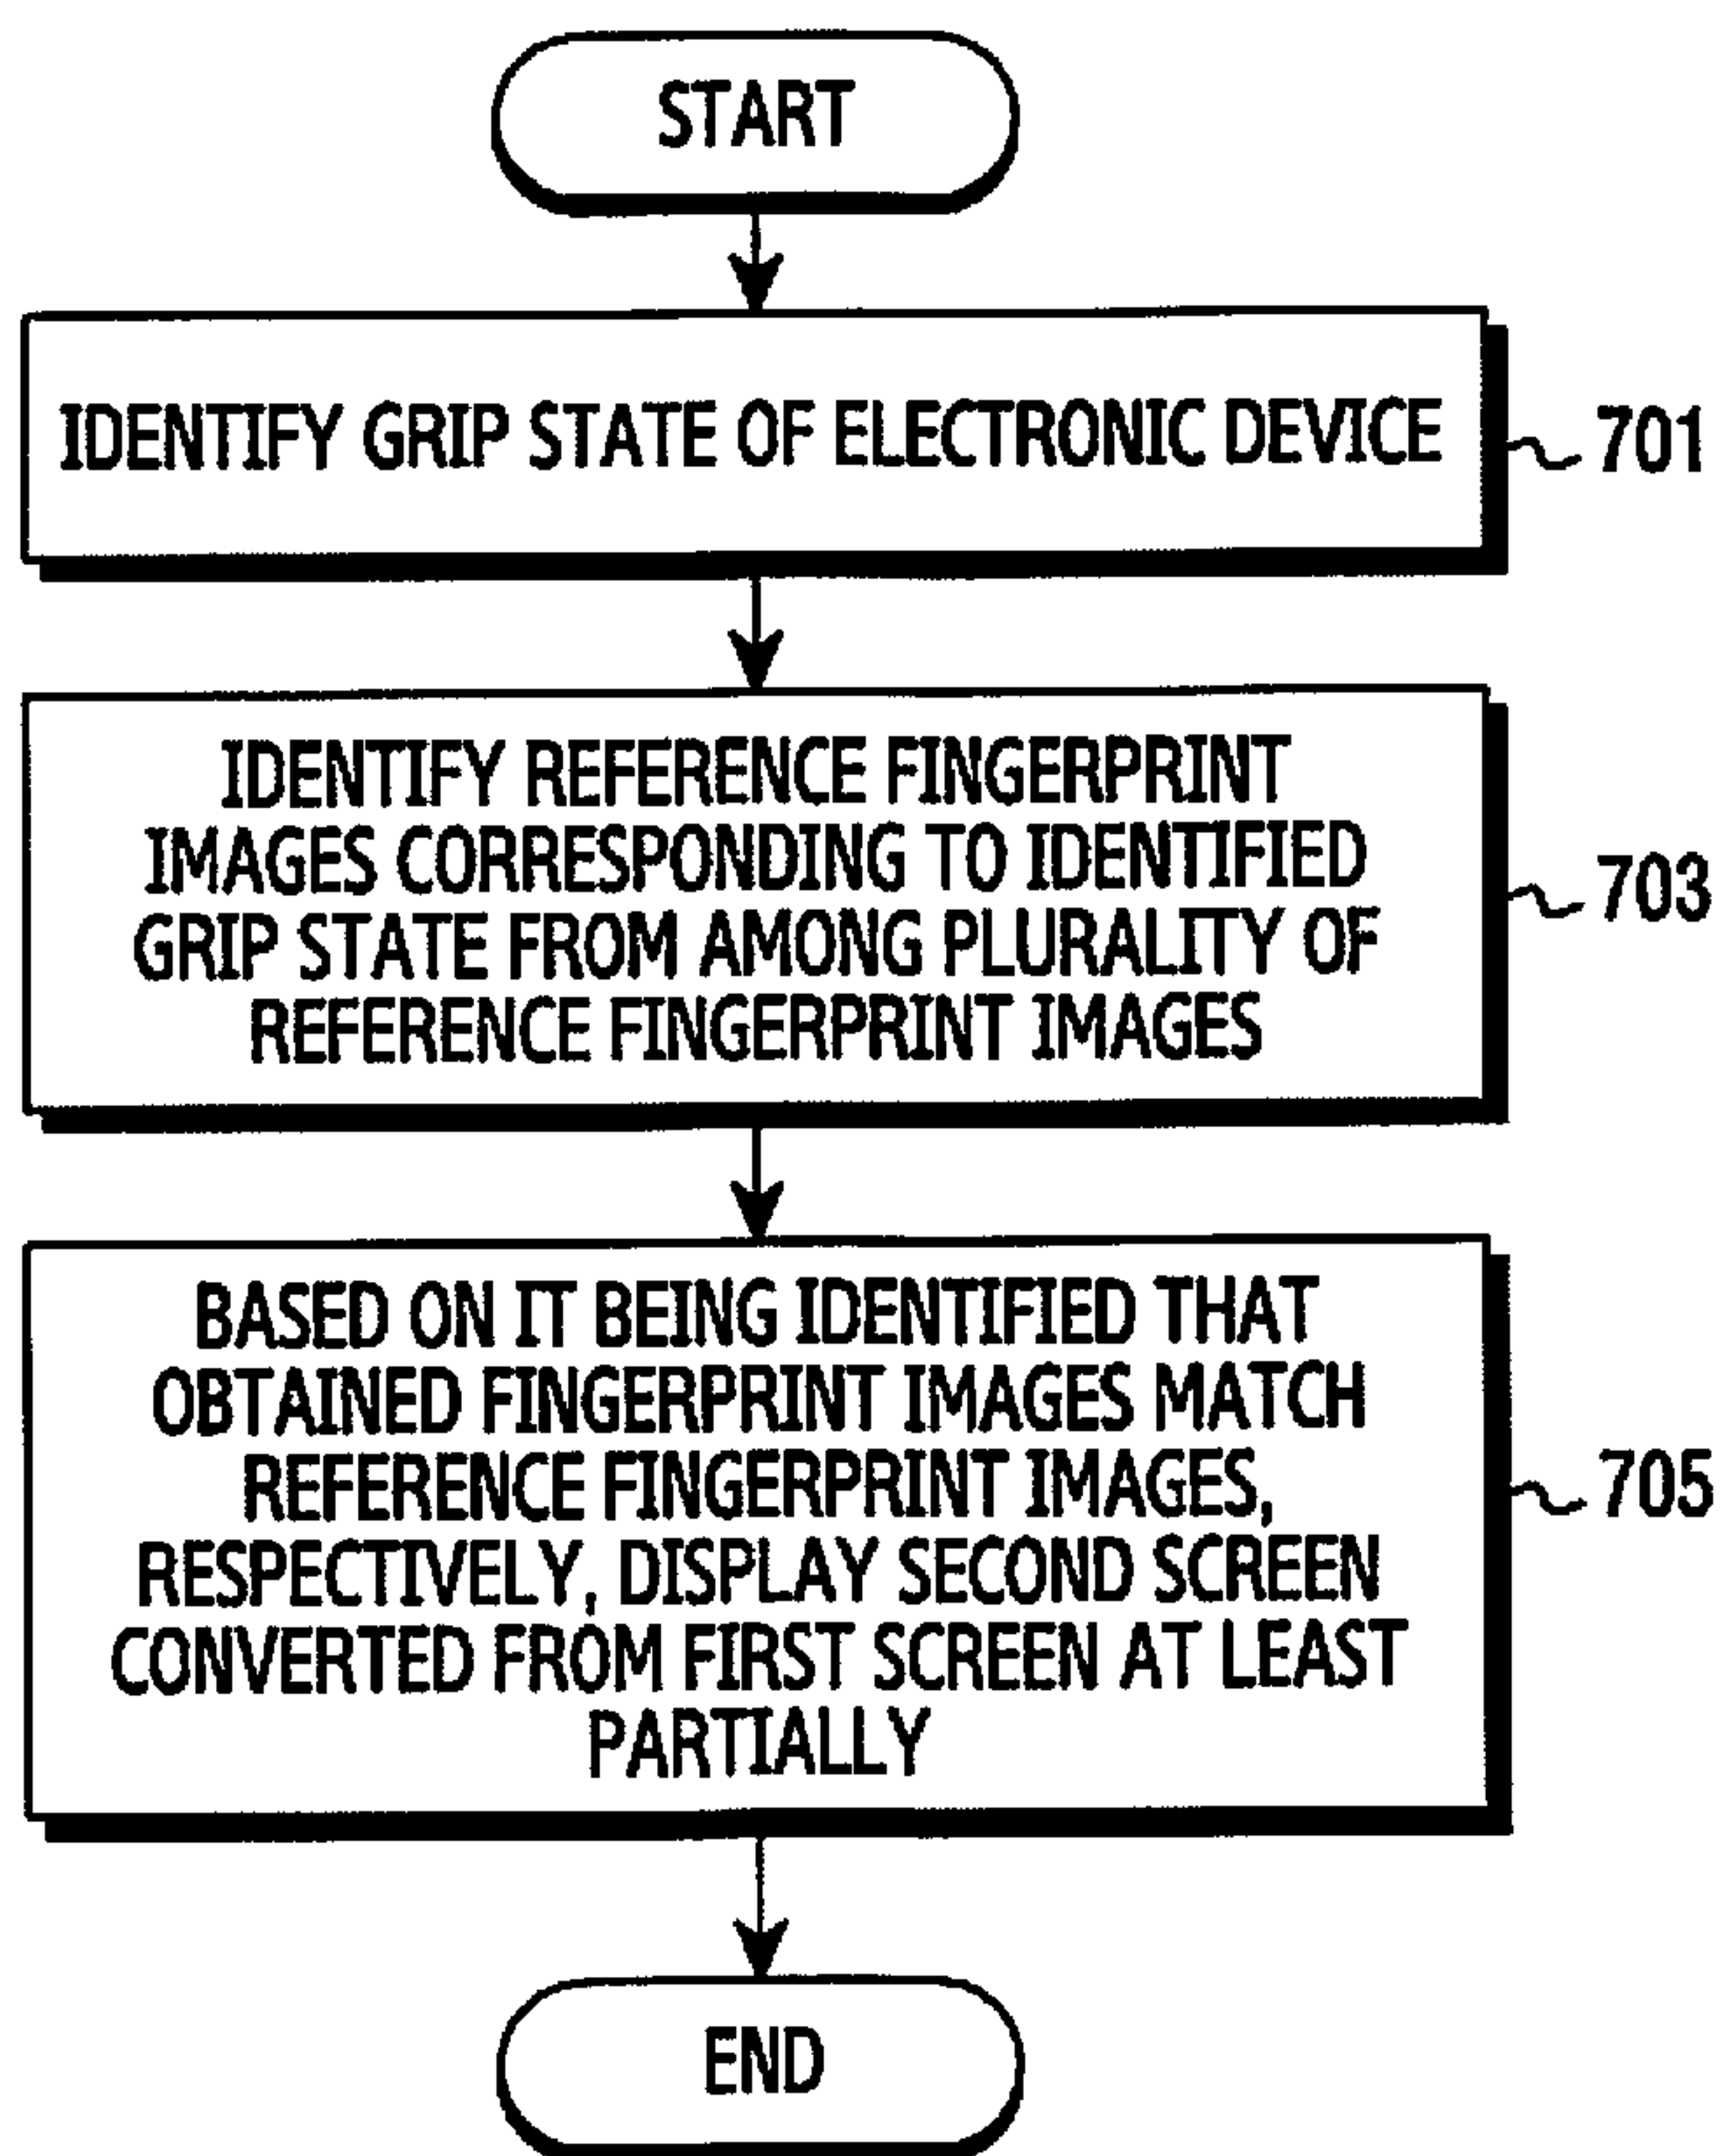 START
IDENTIFY GRIP STATE OF ELECTRONIC DEVICE
701
IDENTIFY REFERENCE FINGERPRINT
IMAGES CORRESPONDING TO IDENTIFIED
GRIP STATE FROM AMONG PLURALITY OF
REFERENCE FINGERPRINT IMAGES
703
BASED ON IT BEING IDENTIFIED THAT
OBTAINED FINGERPRINT IMAGES MATCH
REFERENCE FINGERPRINT IMAGES,
RESPECTIVELY, DISPLAY SECOND SCREEN
CONVERTED FROM FIRST SCREEN AT LEAST
PARTIALLY
705
END